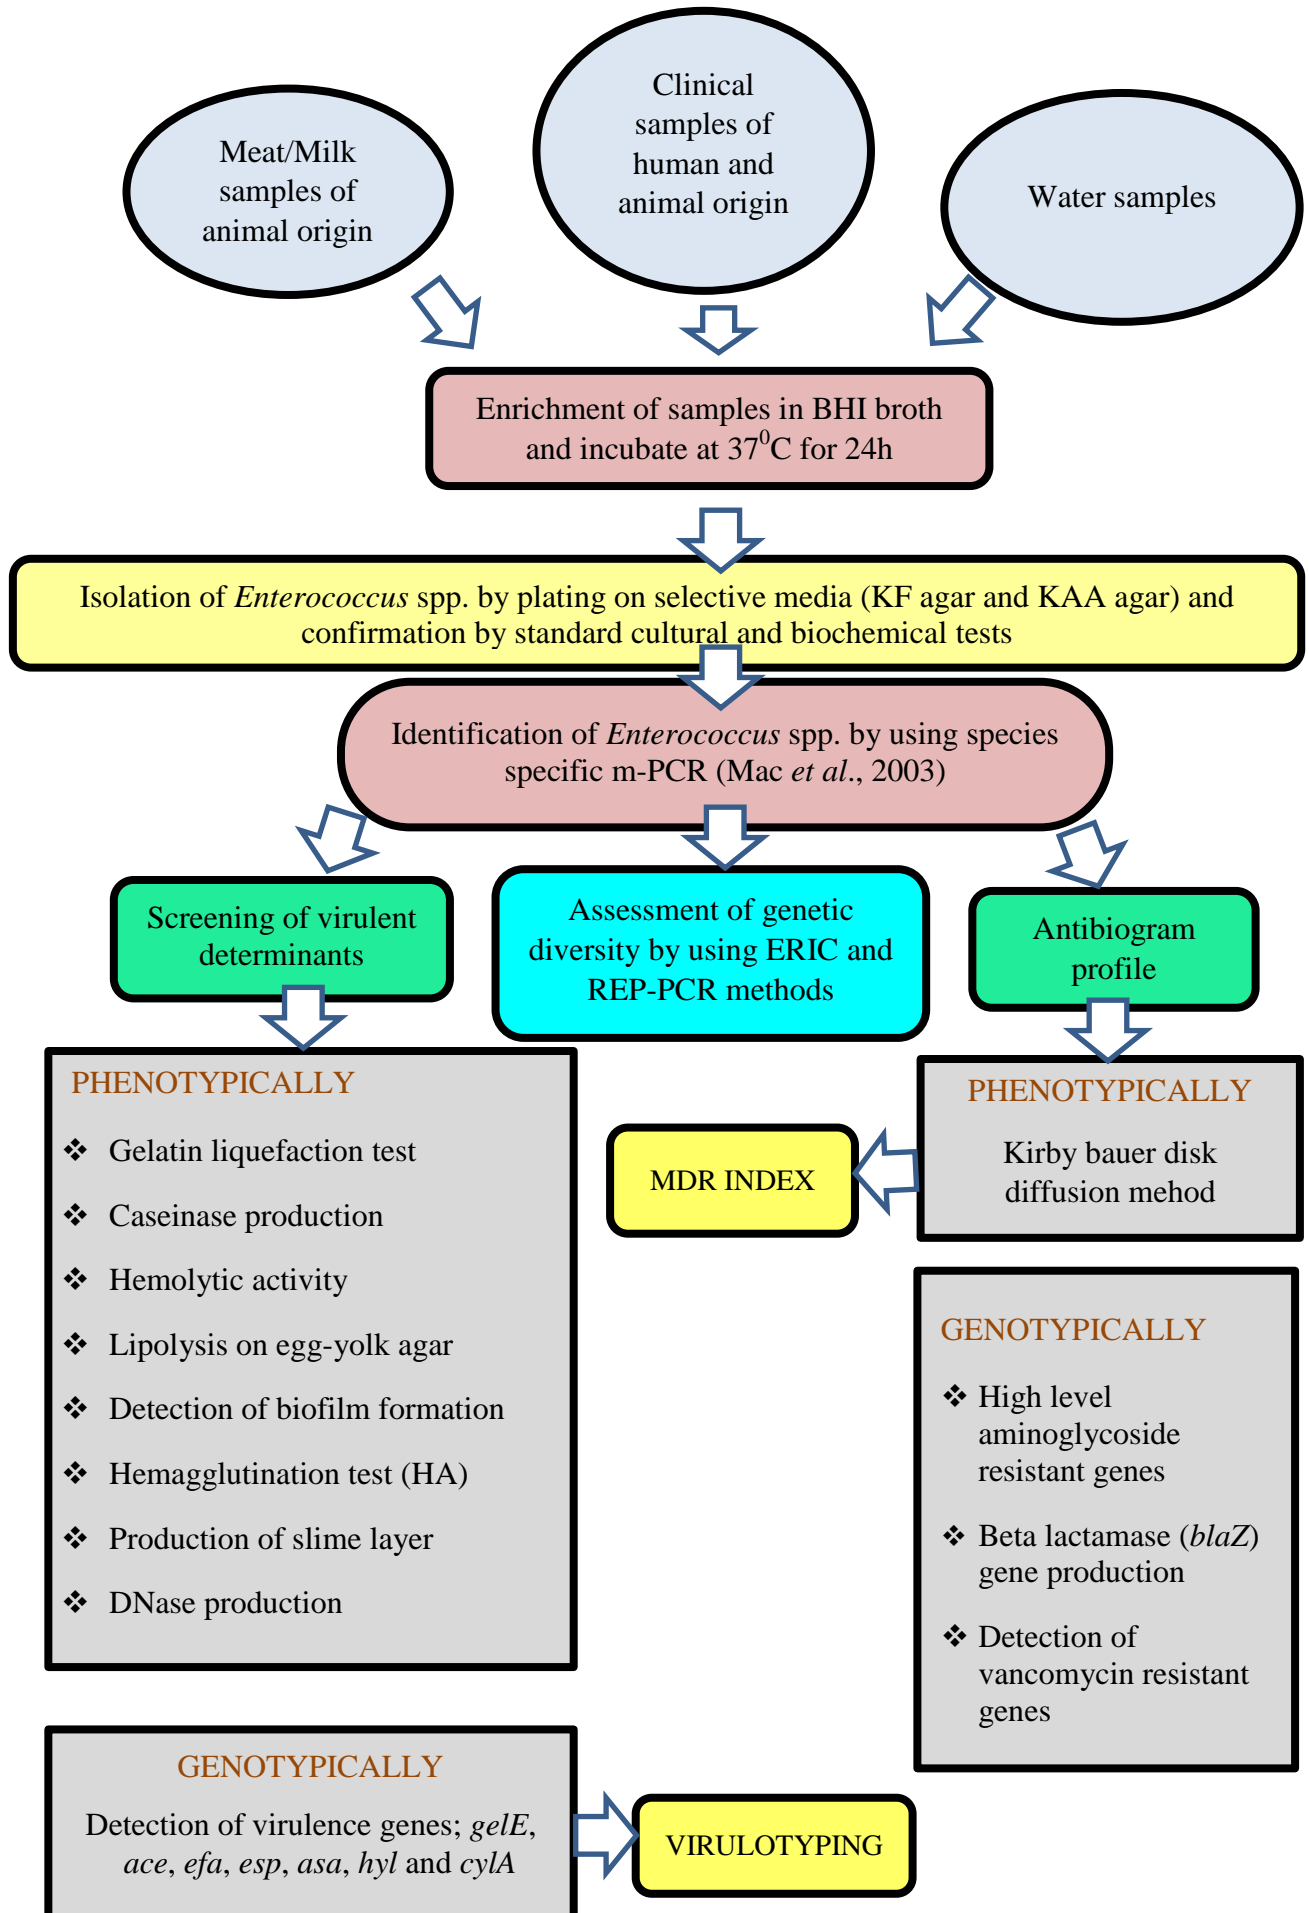 Meat/Milk
samples of
animal origin
Clinical
samples of
human and
animal origin
Water samples
Enrichment of samples in BHI broth
and incubate at 37⁰C for 24h
Isolation of Enterococcus spp. by plating on selective media (KF agar and KAA agar) and
confirmation by standard cultural and biochemical tests
Identification of Enterococcus spp. by using species
specific m-PCR (Mac et al., 2003)
Screening of virulent
determinants
Assessment of genetic
diversity by using ERIC and
REP-PCR methods
Antibiogram
profile
PHENOTYPICALLY
❖ Gelatin liquefaction test
❖ Caseinase production
❖ Hemolytic activity
❖ Lipolysis on egg-yolk agar
❖ Detection of biofilm formation
❖ Hemagglutination test (HA)
❖ Production of slime layer
❖ DNase production
MDR INDEX
PHENOTYPICALLY
Kirby bauer disk
diffusion mehod
GENOTYPICALLY
❖ High level
aminoglycoside
resistant genes
❖ Beta lactamase (blaZ)
gene production
❖ Detection of
vancomycin resistant
genes
GENOTYPICALLY
Detection of virulence genes; gelE,
ace, efa, esp, asa, hyl and cylA
VIRULOTYPING